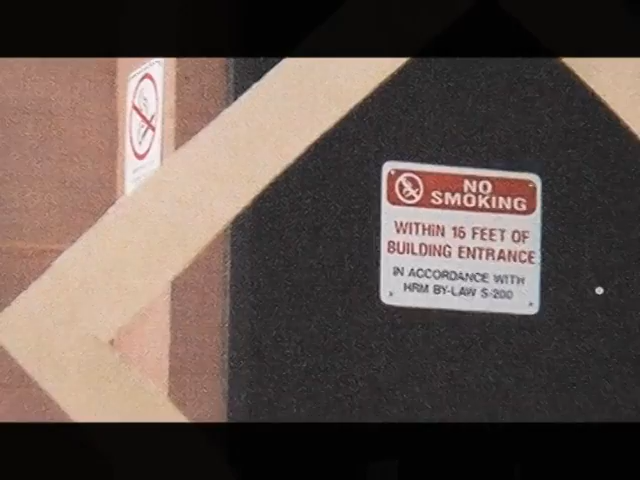 NO
SMOKING
WITHIN 16 FEET OF
BUILDING ENTRANCE
IN ACCORDANCE WITH
HRM BY-LAW S-200